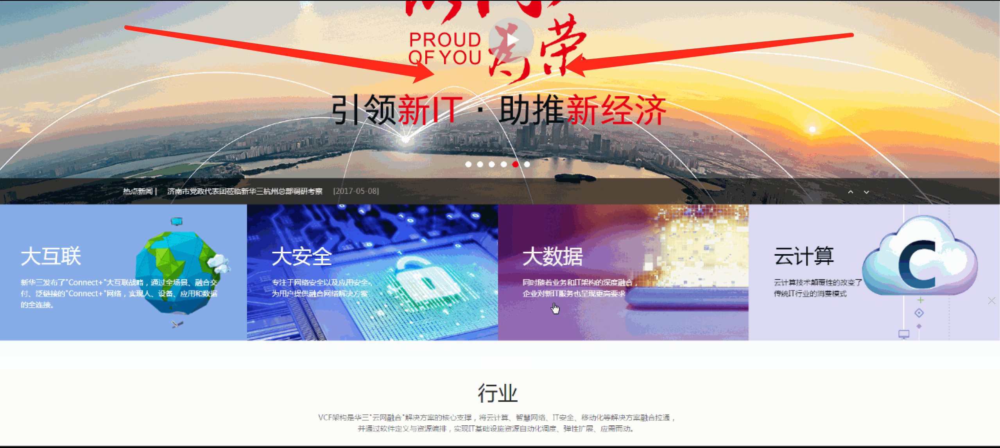 PROUD
OF YOU
为荣
引领新IT · 助推新经济
热点新闻 | 济南市党政代表团莅临新华三杭州总部调研考察 [2017-05-08]
大互联
新华三发布了"Connect+"大互联战略，通过全场景、融合交
付、泛链接的"Connect+"网络，实现人、设备、应用和数据
的全连接。
大安全
专注于网络安全以及应用安全。
为用户提供融合网络解决方案
大数据
同时随着业务和IT架构的深度融合，
企业对新IT服务也呈现更高要求
云计算
云计算技术颠覆性的改变了
传统IT行业的消费模式
C
行业
VCF架构是华三"云网融合"解决方案的核心支撑，将云计算、智慧网络、IT安全、移动化等解决方案融合拉通，
并通过软件定义与资源编排，实现IT基础设施资源自动化调度、弹性扩展、应需而动。